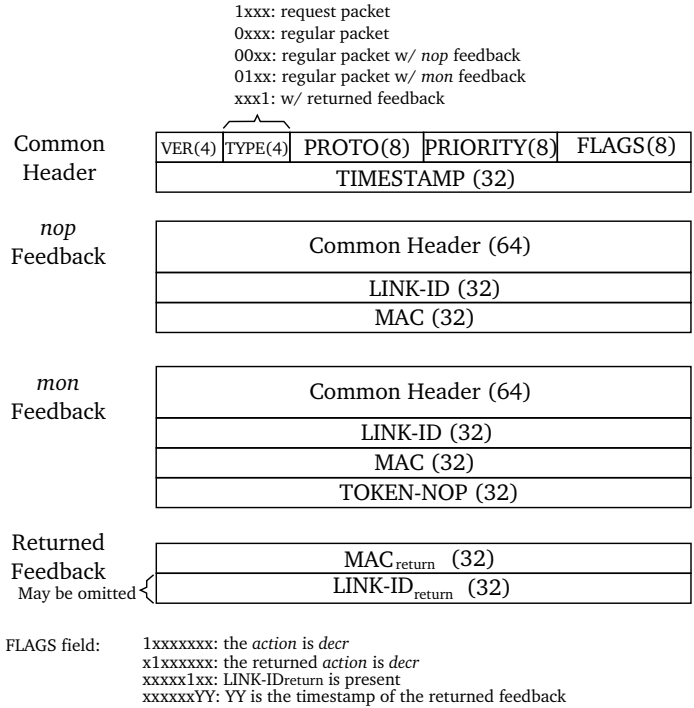 1xxx: request packet
0xxx: regular packet
00xx: regular packet w/ nop feedback
01xx: regular packet w/ mon feedback
xxx1: w/ returned feedback
Common
Header
VER(4) TYPE(4) PROTO(8) PRIORITY(8) FLAGS(8)
TIMESTAMP (32)
nop
Feedback
Common Header (64)
LINK-ID (32)
MAC (32)
mon
Feedback
Common Header (64)
LINK-ID (32)
MAC (32)
TOKEN-NOP (32)
Returned
Feedback
May be omitted
MACreturn (32)
LINK-IDreturn (32)
FLAGS field:
1xxxxxxx: the action is decr
x1xxxxxx: the returned action is decr
xxxxx1xx: LINK-IDreturn is present
xxxxxxYY: YY is the timestamp of the returned feedback